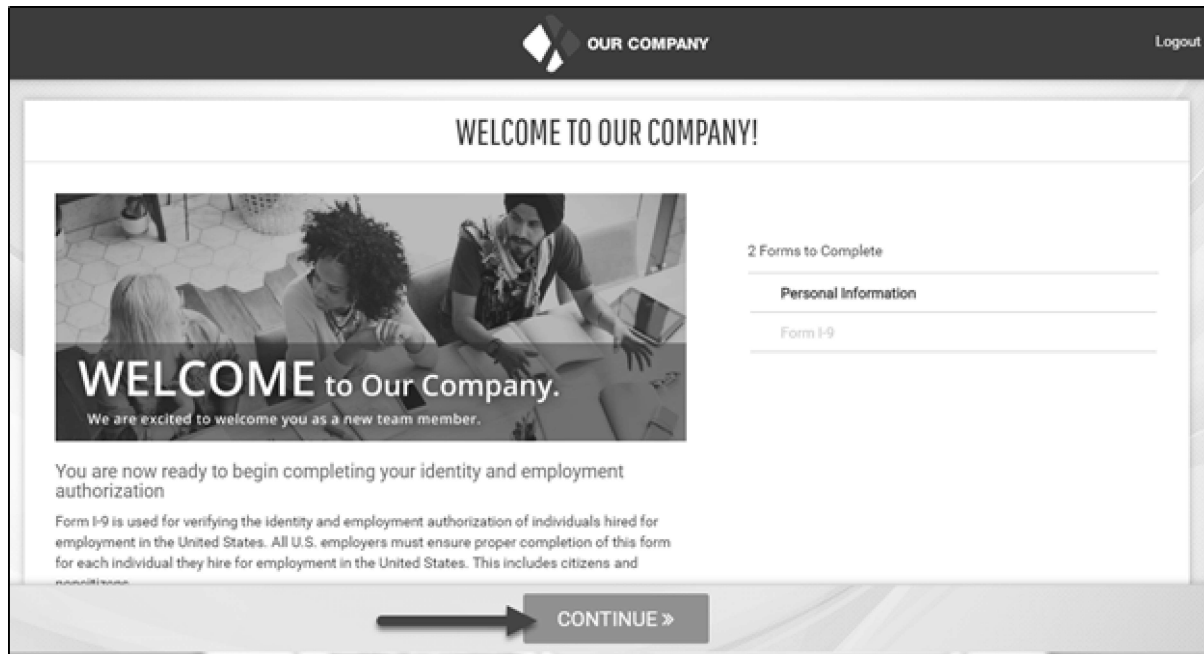 OUR COMPANY
Logout
WELCOME TO OUR COMPANY!
WELCOME to Our Company.
We are excited to welcome you as a new team member.
2 Forms to Complete
Personal Information
Form I-9
You are now ready to begin completing your identity and employment
authorization
Form I-9 is used for verifying the identity and employment authorization of individuals hired for
employment in the United States. All U.S. employers must ensure proper completion of this form
for each individual they hire for employment in the United States. This includes citizens and
CONTINUE »